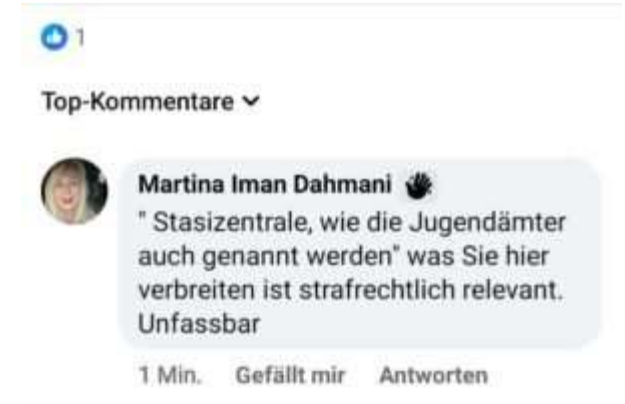 1
Top-Kommentare
Martina Iman Dahmani
" Stasizentrale, wie die Jugendämter
auch genannt werden" was Sie hier
verbreiten ist strafrechtlich relevant.
Unfassbar
1 Min. Gefällt mir Antworten